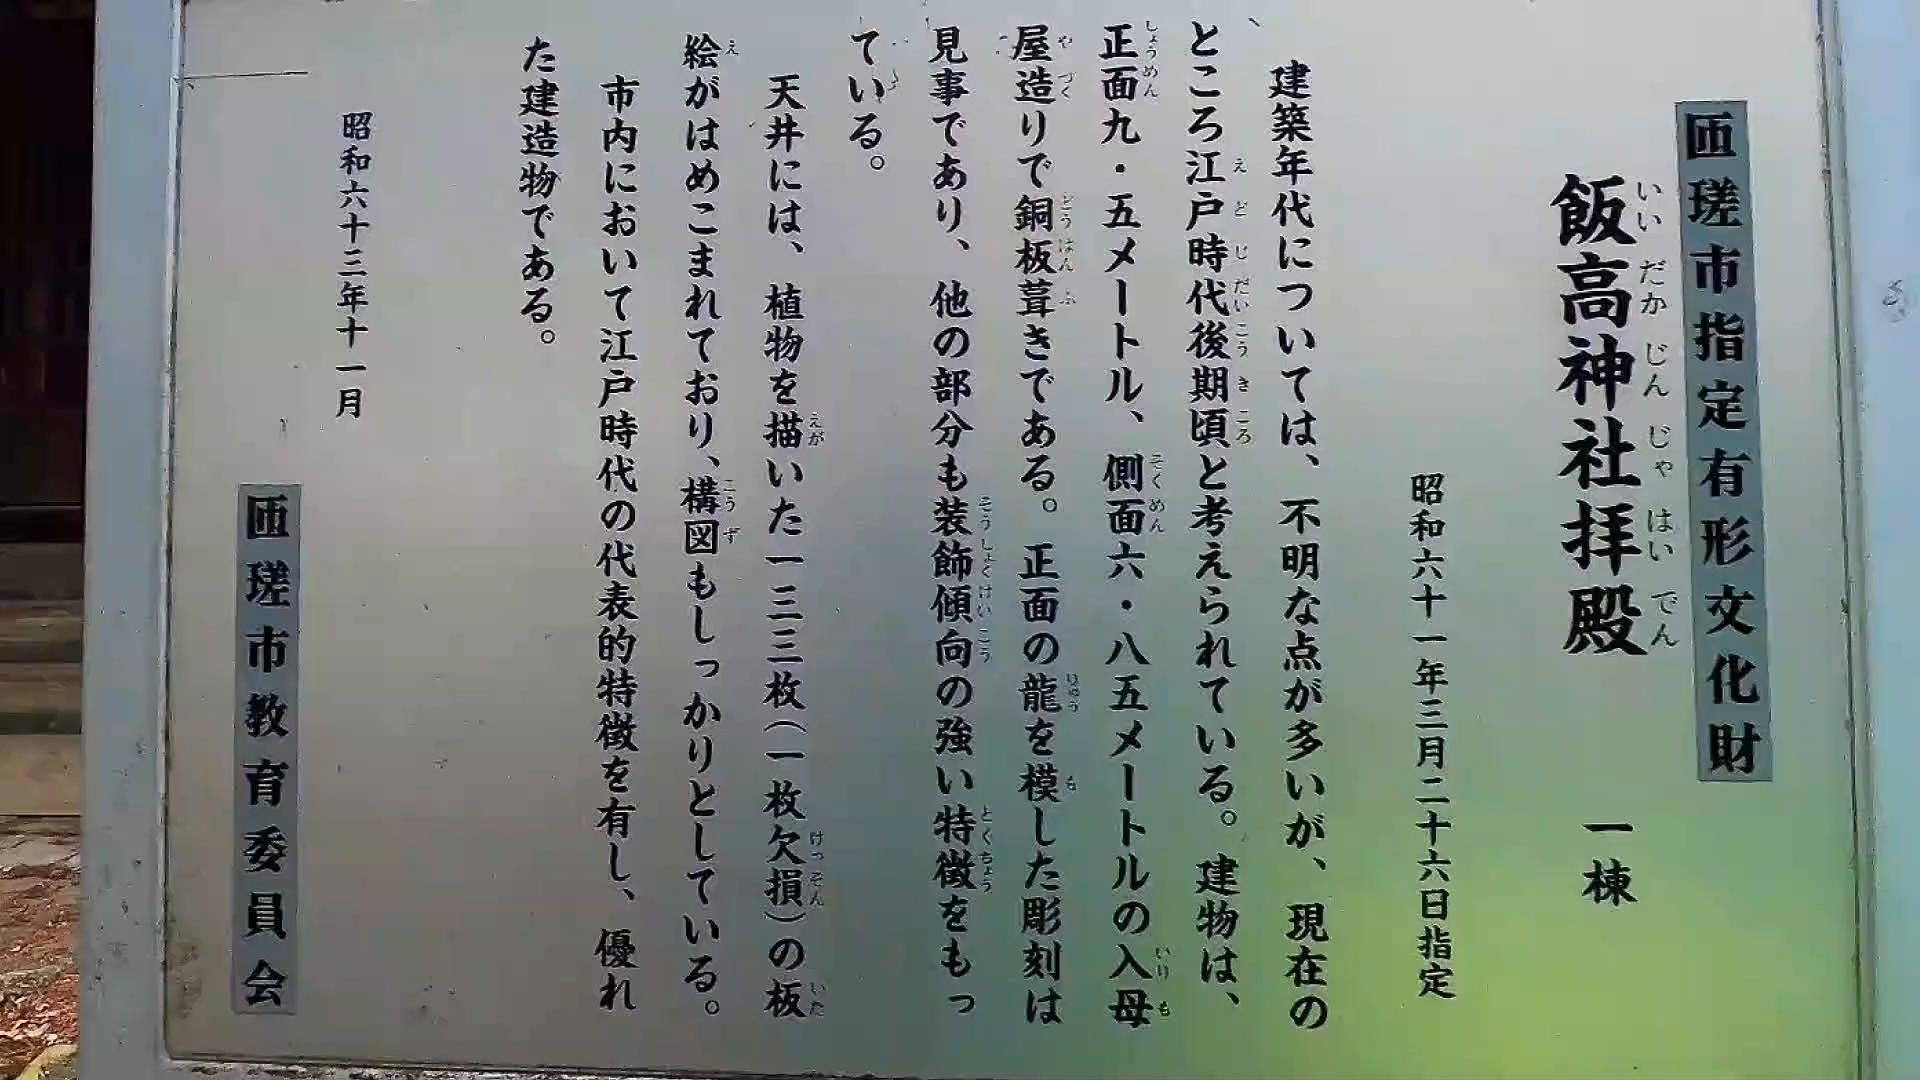 匝瑳市指定有形文化財
飯高神社拝殿 一棟
昭和六十一年三月二十六日指定
建築年代については、不明な点が多いが、現在の
ところ江戸時代後期頃と考えられている。建物は、
正面九・五メートル、側面六・八五メートルの入母
屋造りで銅板葺きである。正面の龍を模した彫刻は
見事であり、他の部分も装飾傾向の強い特徴をもっ
ている。
天井には、植物を描いた一三三枚(一枚欠損)の板
絵がはめこまれており、構図もしっかりとしている。
市内において江戸時代の代表的特徴を有し、優れ
た建造物である。
昭和六十三年十一月
匝瑳市教育委員会